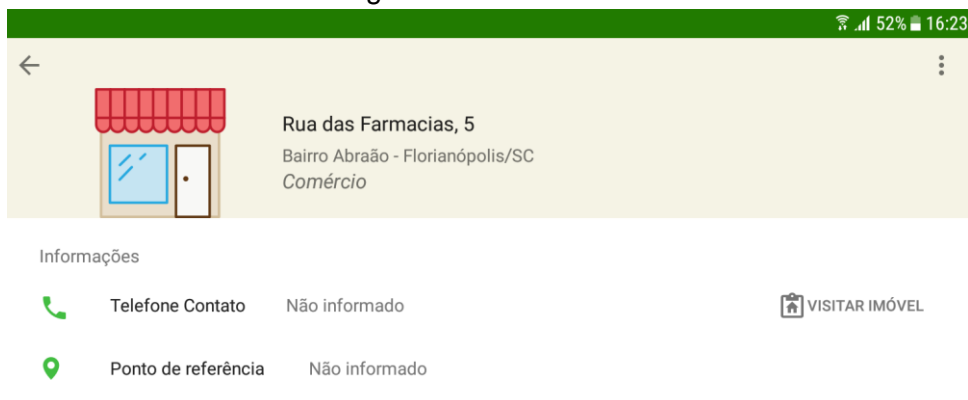 52% 16:23
Rua das Farmacias, 5
Bairro Abraão - Florianópolis/SC
Comércio
Informações
Telefone Contato Não informado VISITAR IMÓVEL
Ponto de referência Não informado